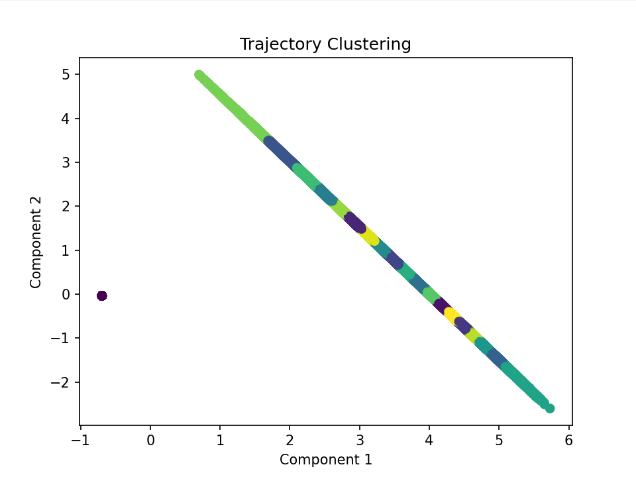 Trajectory Clustering
5
4
3
2
1
0
−1
−2
Component 2
−1 0 1 2 3 4 5 6
Component 1